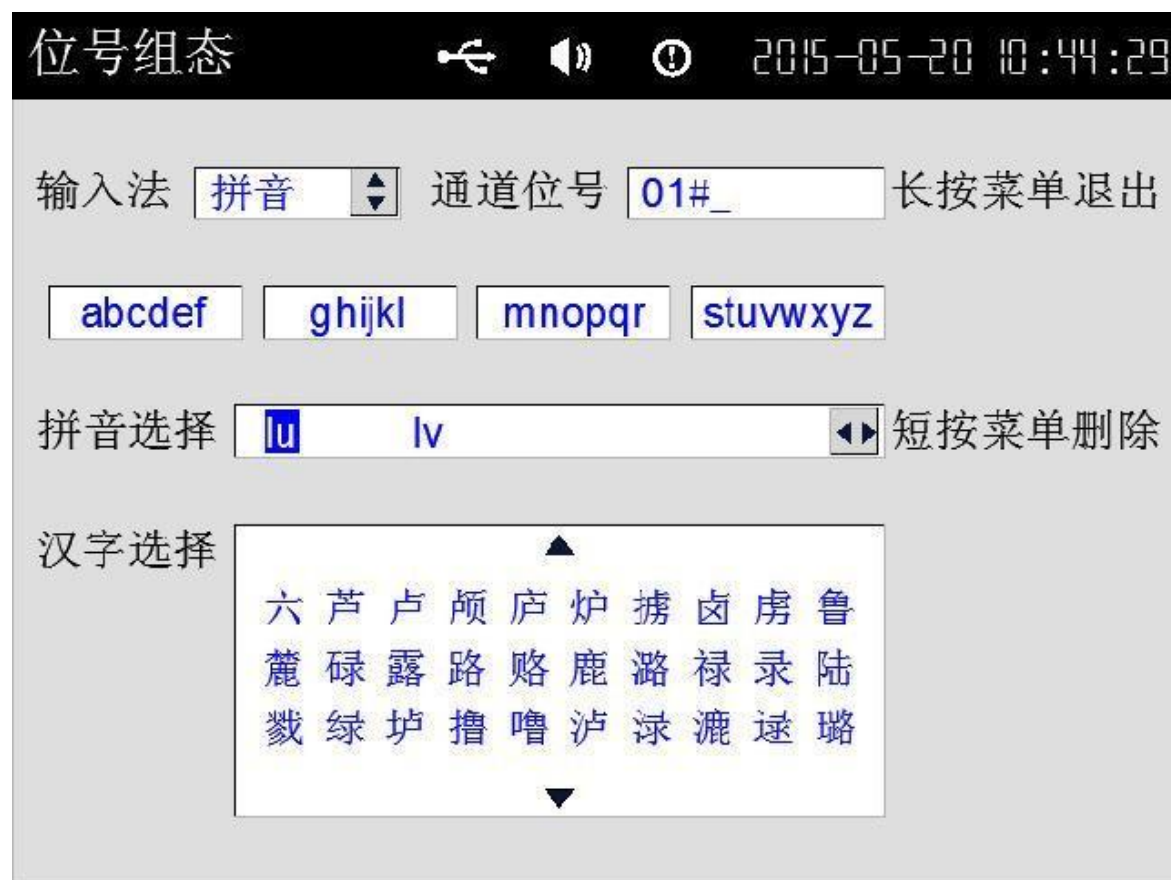 位号组态 2015-05-20 10:44:29
输入法 拼音 通道位号 01#_ 长按菜单退出
abcdef ghijkl mnopqr stuvwxyz
拼音选择 lu lv 短按菜单删除
汉字选择
六 芦 卢 颅 庐 炉 掳 卤 虏 鲁
麓 碌 露 路 赂 鹿 潞 禄 录 陆
戮 绿 垆 撸 噜 泸 渌 漉 逯 璐